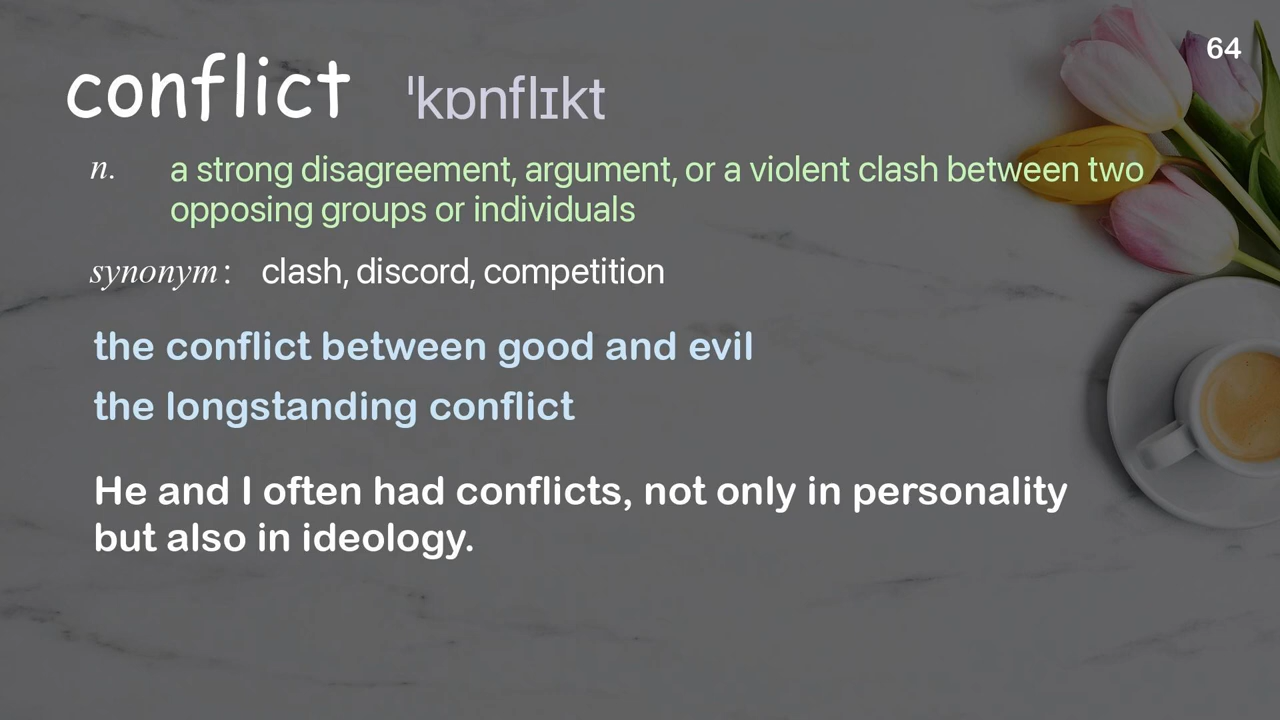 64
conflict ˈkɒnflɪkt
n. a strong disagreement, argument, or a violent clash between two
opposing groups or individuals
synonym: clash, discord, competition
the conflict between good and evil
the longstanding conflict
He and I often had conflicts, not only in personality
but also in ideology.